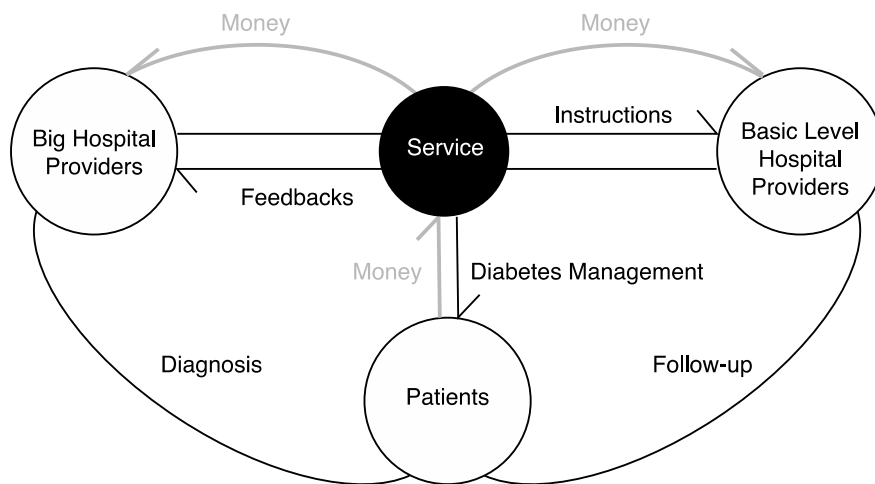 Money
Money
Instructions
Big Hospital
Providers
Service
Basic Level
Hospital
Providers
Feedbacks
Money
Diabetes Management
Diagnosis
Follow-up
Patients